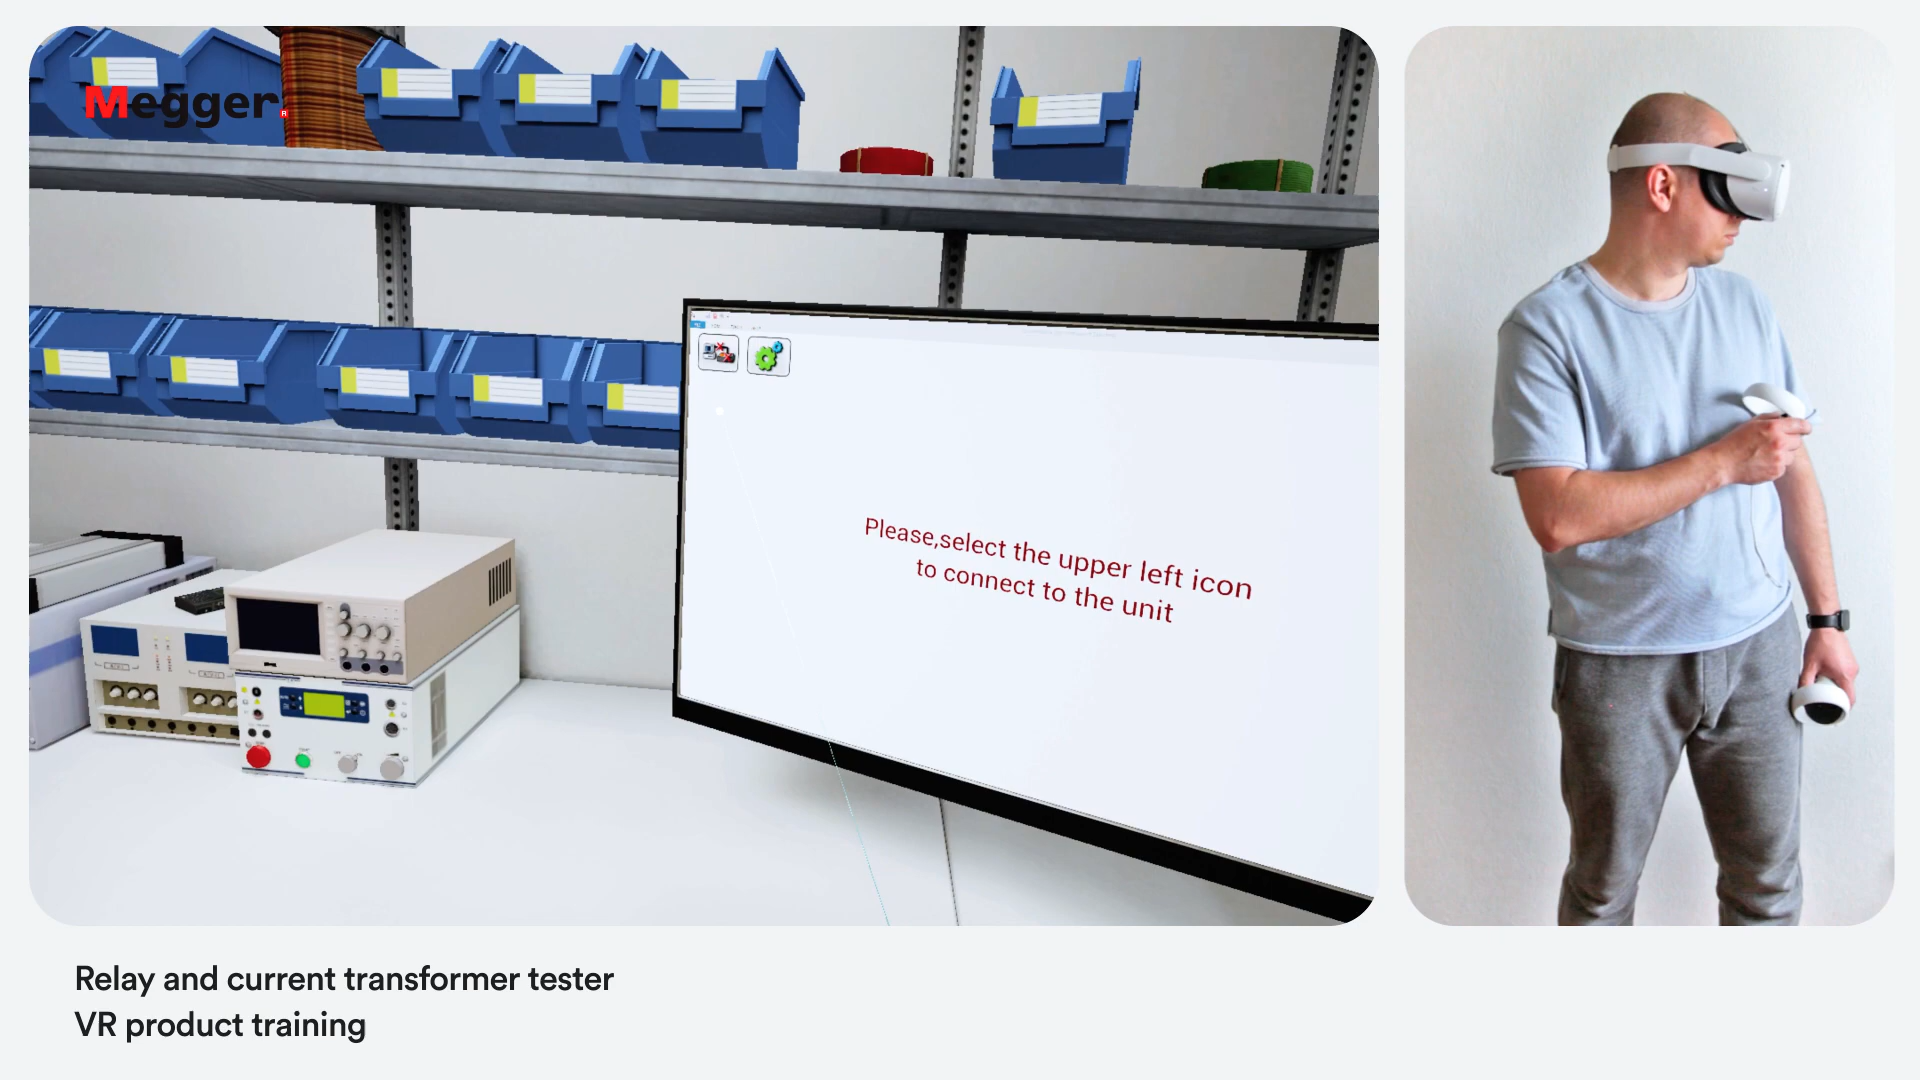 Megger
Please,select the upper left icon
to connect to the unit
Relay and current transformer tester
VR product training